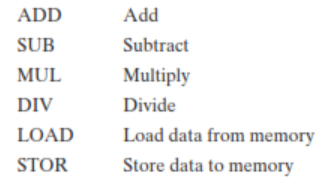 ADD Add
SUB Subtract
MUL Multiply
DIV Divide
LOAD Load data from memory
STOR Store data to memory